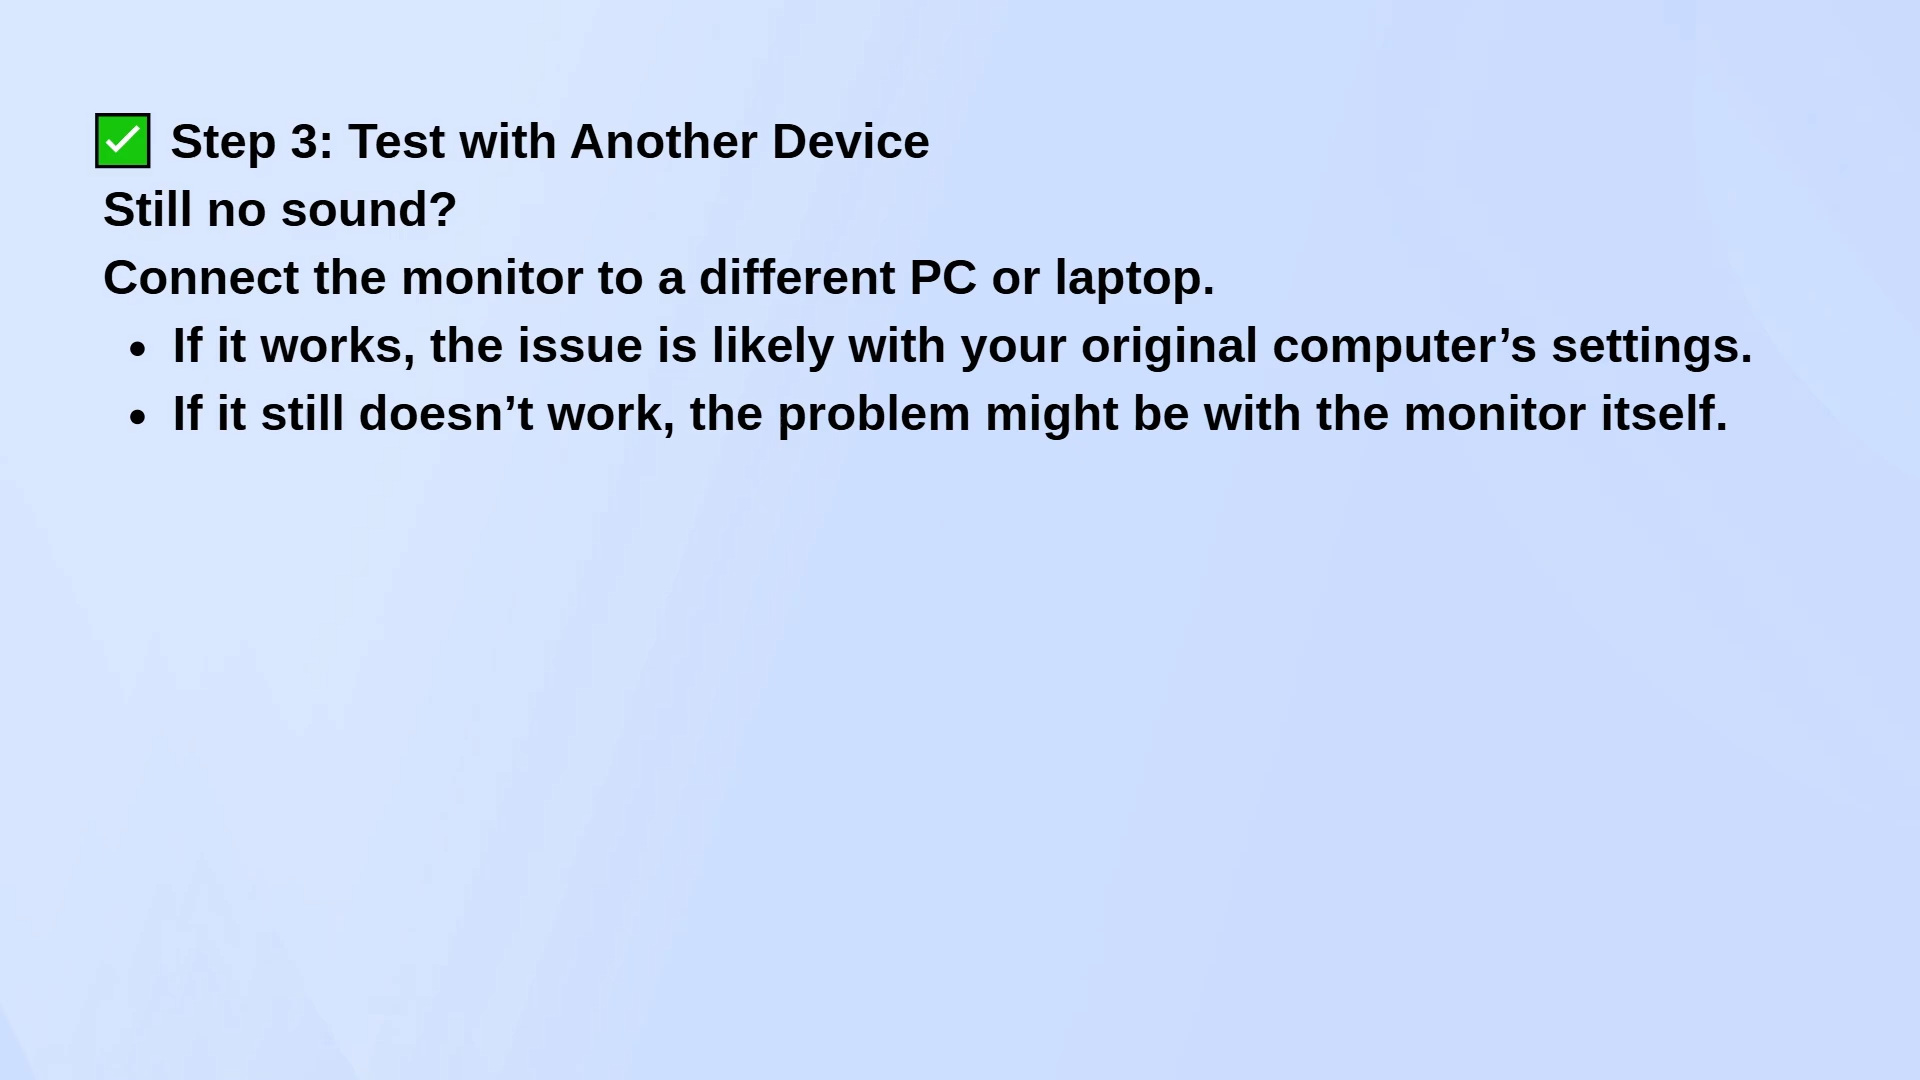 ✅ Step 3: Test with Another Device
Still no sound?
Connect the monitor to a different PC or laptop.
• If it works, the issue is likely with your original computer’s settings.
• If it still doesn’t work, the problem might be with the monitor itself.